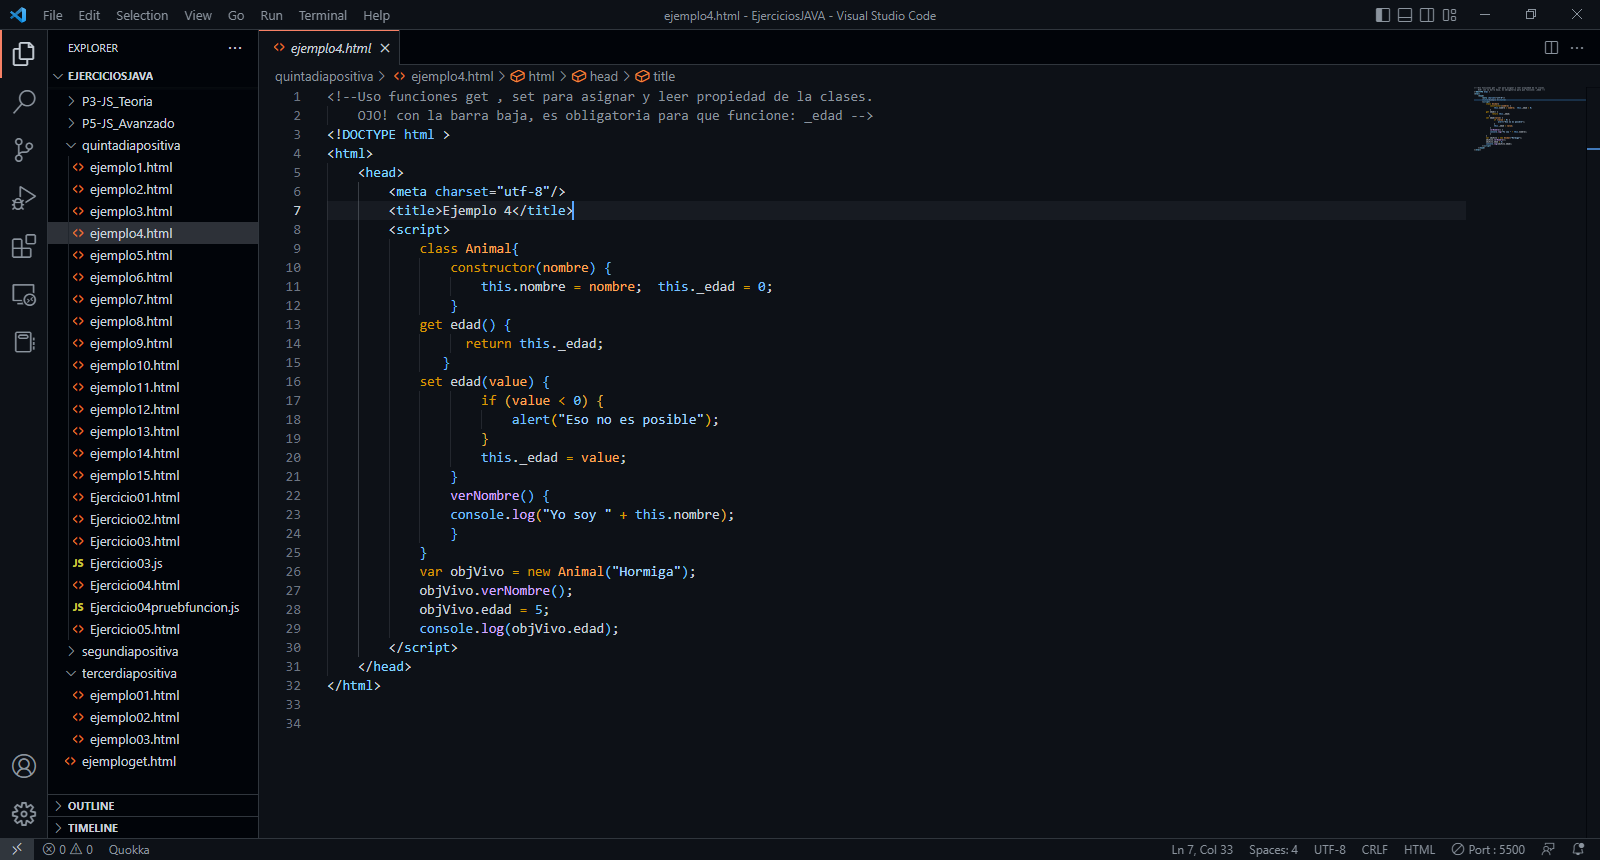 File Edit Selection View Go Run Terminal Help
ejemplo4.html - EjerciciosJAVA - Visual Studio Code
EXPLORER
EJERCICIOSJAVA
P3-JS_Teoria
P5-JS_Avanzado
quintadiapositiva
ejemplo1.html
ejemplo2.html
ejemplo3.html
ejemplo4.html
ejemplo5.html
ejemplo6.html
ejemplo7.html
ejemplo8.html
ejemplo9.html
ejemplo10.html
ejemplo11.html
ejemplo12.html
ejemplo13.html
ejemplo14.html
ejemplo15.html
Ejercicio01.html
Ejercicio02.html
Ejercicio03.html
JS Ejercicio03.js
Ejercicio04.html
JS Ejercicio04pruebfuncion.js
Ejercicio05.html
segundiapositiva
tercerdiapositiva
ejemplo01.html
ejemplo02.html
ejemplo03.html
ejemploget.html
OUTLINE
TIMELINE
ejemplo4.html
quintadiapositiva > ejemplo4.html > html > head > title
1 <!--Uso funciones get , set para asignar y leer propiedad de la clases.
2 OJO! con la barra baja, es obligatoria para que funcione: _edad -->
3 <!DOCTYPE html >
4 <html>
5 <head>
6 <meta charset="utf-8"/>
7 <title>Ejemplo 4</title>
8 <script>
9 class Animal{
10 constructor(nombre) {
11 this.nombre = nombre;  this._edad = 0;
12 }
13 get edad() {
14 return this._edad;
15 }
16 set edad(value) {
17 if (value < 0) {
18 alert("Eso no es posible");
19 }
20 this._edad = value;
21 }
22 verNombre() {
23 console.log("Yo soy " + this.nombre);
24 }
25 }
26 var objVivo = new Animal("Hormiga");
27 objVivo.verNombre();
28 objVivo.edad = 5;
29 console.log(objVivo.edad);
30 </script>
31 </head>
32 </html>
33
34
0 0 Quokka
Ln 7, Col 33 Spaces: 4 UTF-8 CRLF HTML Port : 5500